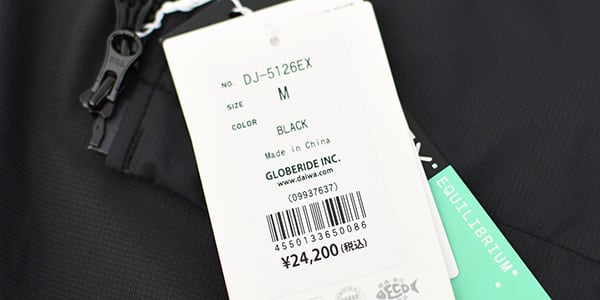 NO. DJ-5126EX
SIZE M
COLOR BLACK
Made in China
GLOBERIDE INC.
www.daiwa.com
(09937637)
4550133650086
¥24,200(税込)
ECO
K.
EQUILIBRIUM®